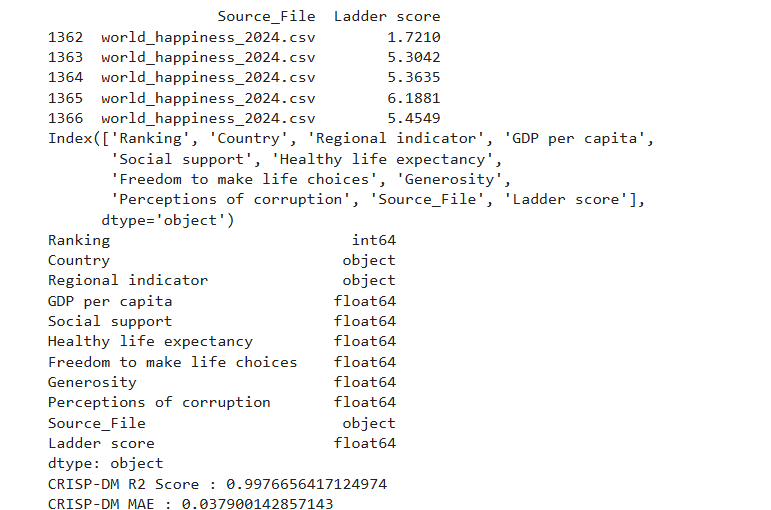 Source_File  Ladder score
1362  world_happiness_2024.csv        1.7210
1363  world_happiness_2024.csv        5.3042
1364  world_happiness_2024.csv        5.3635
1365  world_happiness_2024.csv        6.1881
1366  world_happiness_2024.csv        5.4549
Index(['Ranking', 'Country', 'Regional indicator', 'GDP per capita',
       'Social support', 'Healthy life expectancy',
       'Freedom to make life choices', 'Generosity',
       'Perceptions of corruption', 'Source_File', 'Ladder score'],
      dtype='object')
Ranking                           int64
Country                          object
Regional indicator               object
GDP per capita                  float64
Social support                  float64
Healthy life expectancy         float64
Freedom to make life choices    float64
Generosity                      float64
Perceptions of corruption       float64
Source_File                      object
Ladder score                    float64
dtype: object
CRISP-DM R2 Score : 0.9976656417124974
CRISP-DM MAE : 0.037900142857143